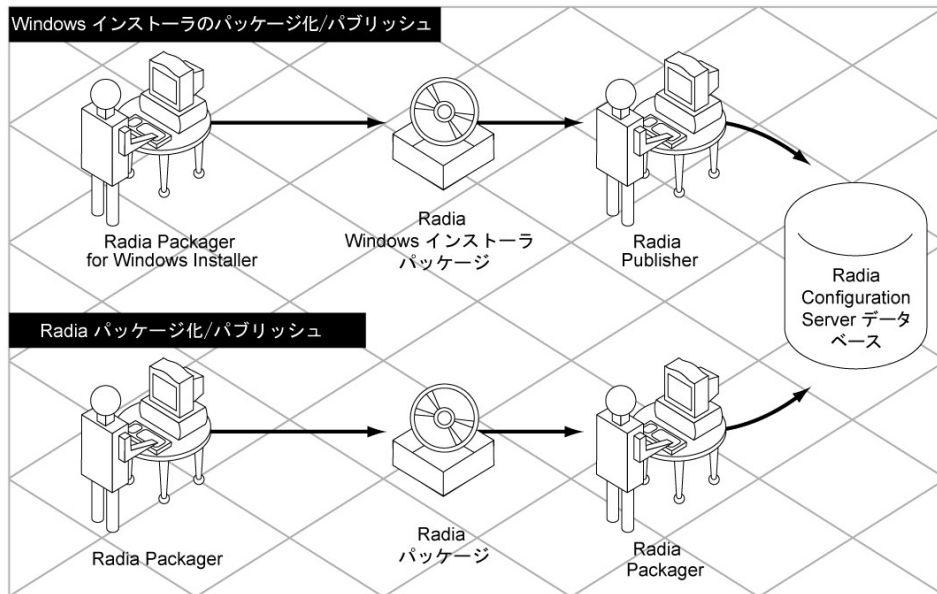 Windows インストーラのパッケージ化/パブリッシュ
Radia Packager
for Windows Installer
Radia
Windows インストーラ
パッケージ
Radia
Publisher
Radia
Configuration
Server データ
ベース
Radia パッケージ化/パブリッシュ
Radia Packager
Radia
パッケージ
Radia
Packager